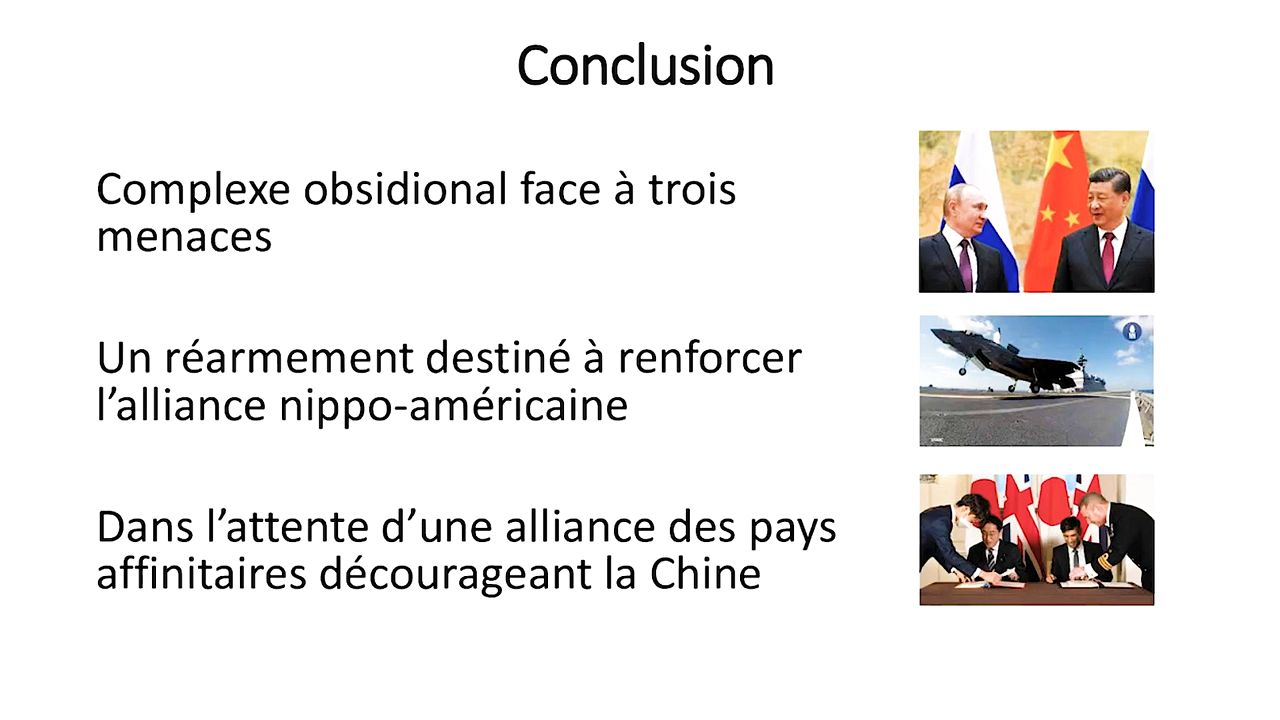 Conclusion
Complexe obsidional face à trois
menaces
Un réarmement destiné à renforcer
l’alliance nippo-américaine
Dans l’attente d’une alliance des pays
affinitaires décourageant la Chine